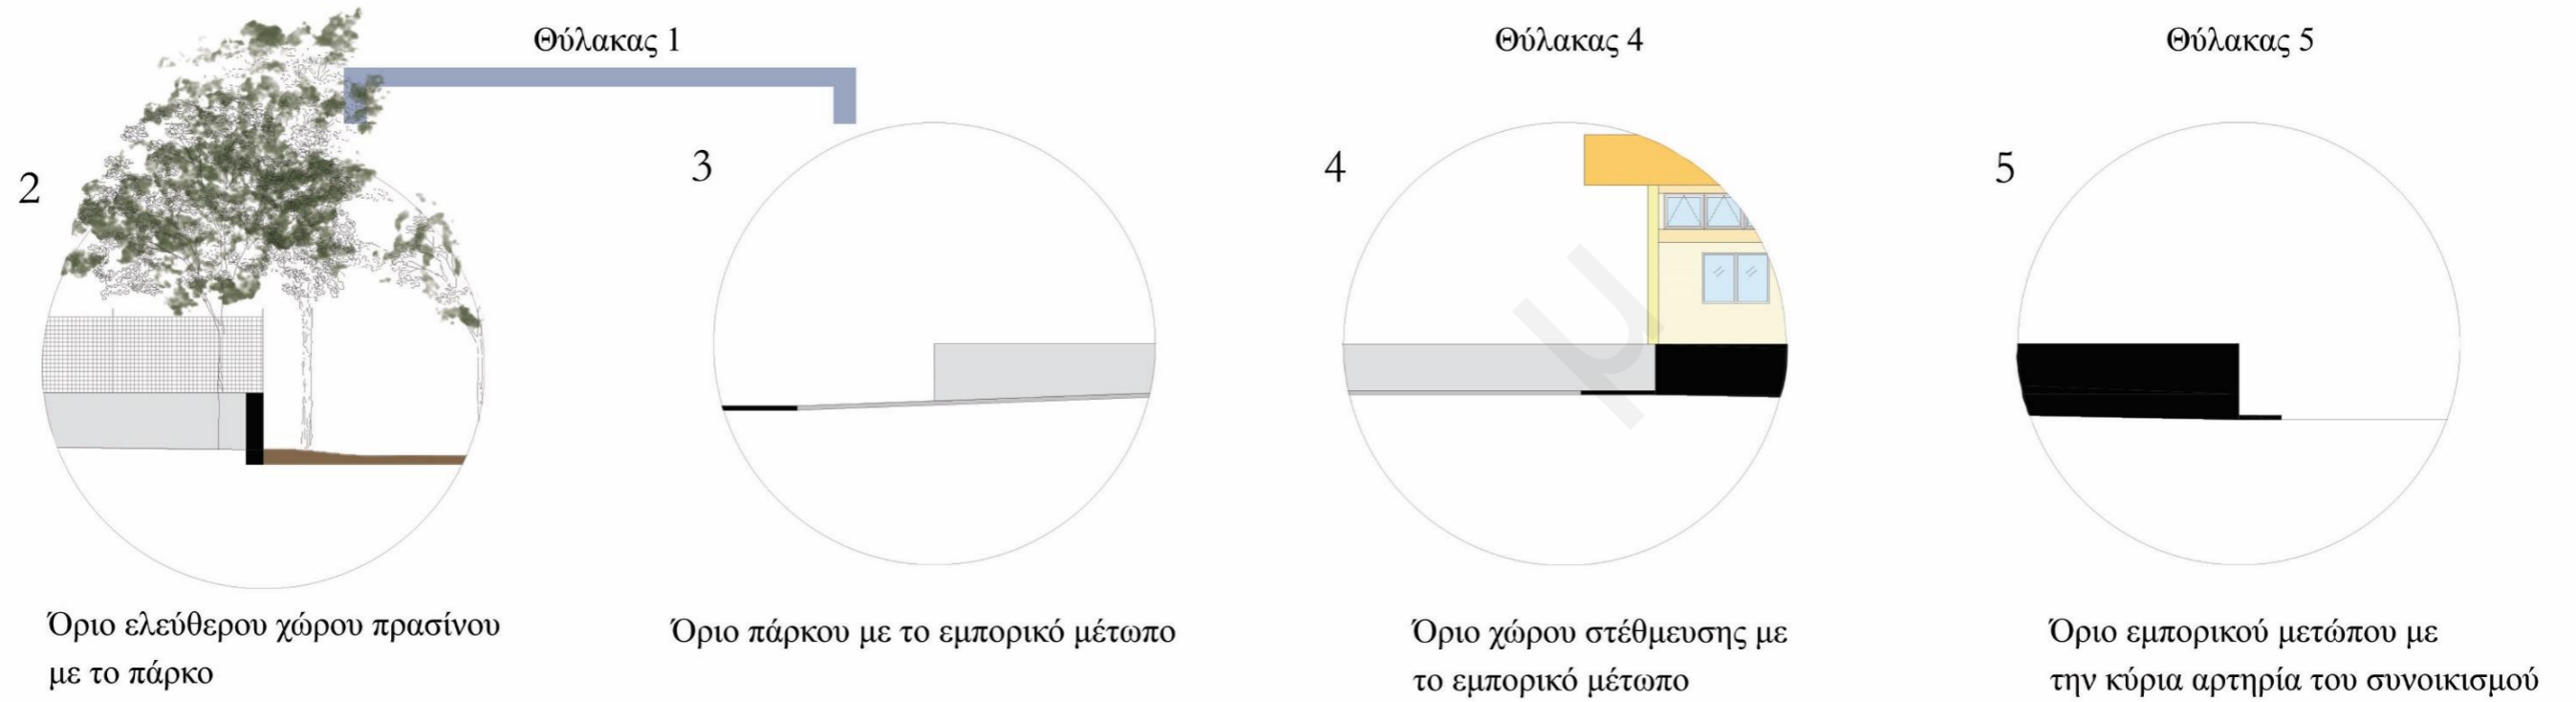 Θύλακας 1
Θύλακας 4
Θύλακας 5
2
3
4
5
μ
Όριο ελεύθερου χώρου πρασίνου
με το πάρκο
Όριο πάρκου με το εμπορικό μέτωπο
Όριο χώρου στέθμευσης με
το εμπορικό μέτωπο
Όριο εμπορικού μετώπου με
την κύρια αρτηρία του συνοικισμού